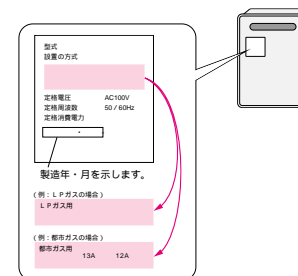 型式
設置の方式
定格電圧 AC100V
定格周波数 50／60Hz
定格消費電力
・
製造年・月を示します。
(例：ＬＰガスの場合)
ＬＰガス用
(例：都市ガスの場合)
都市ガス用
13A 12A